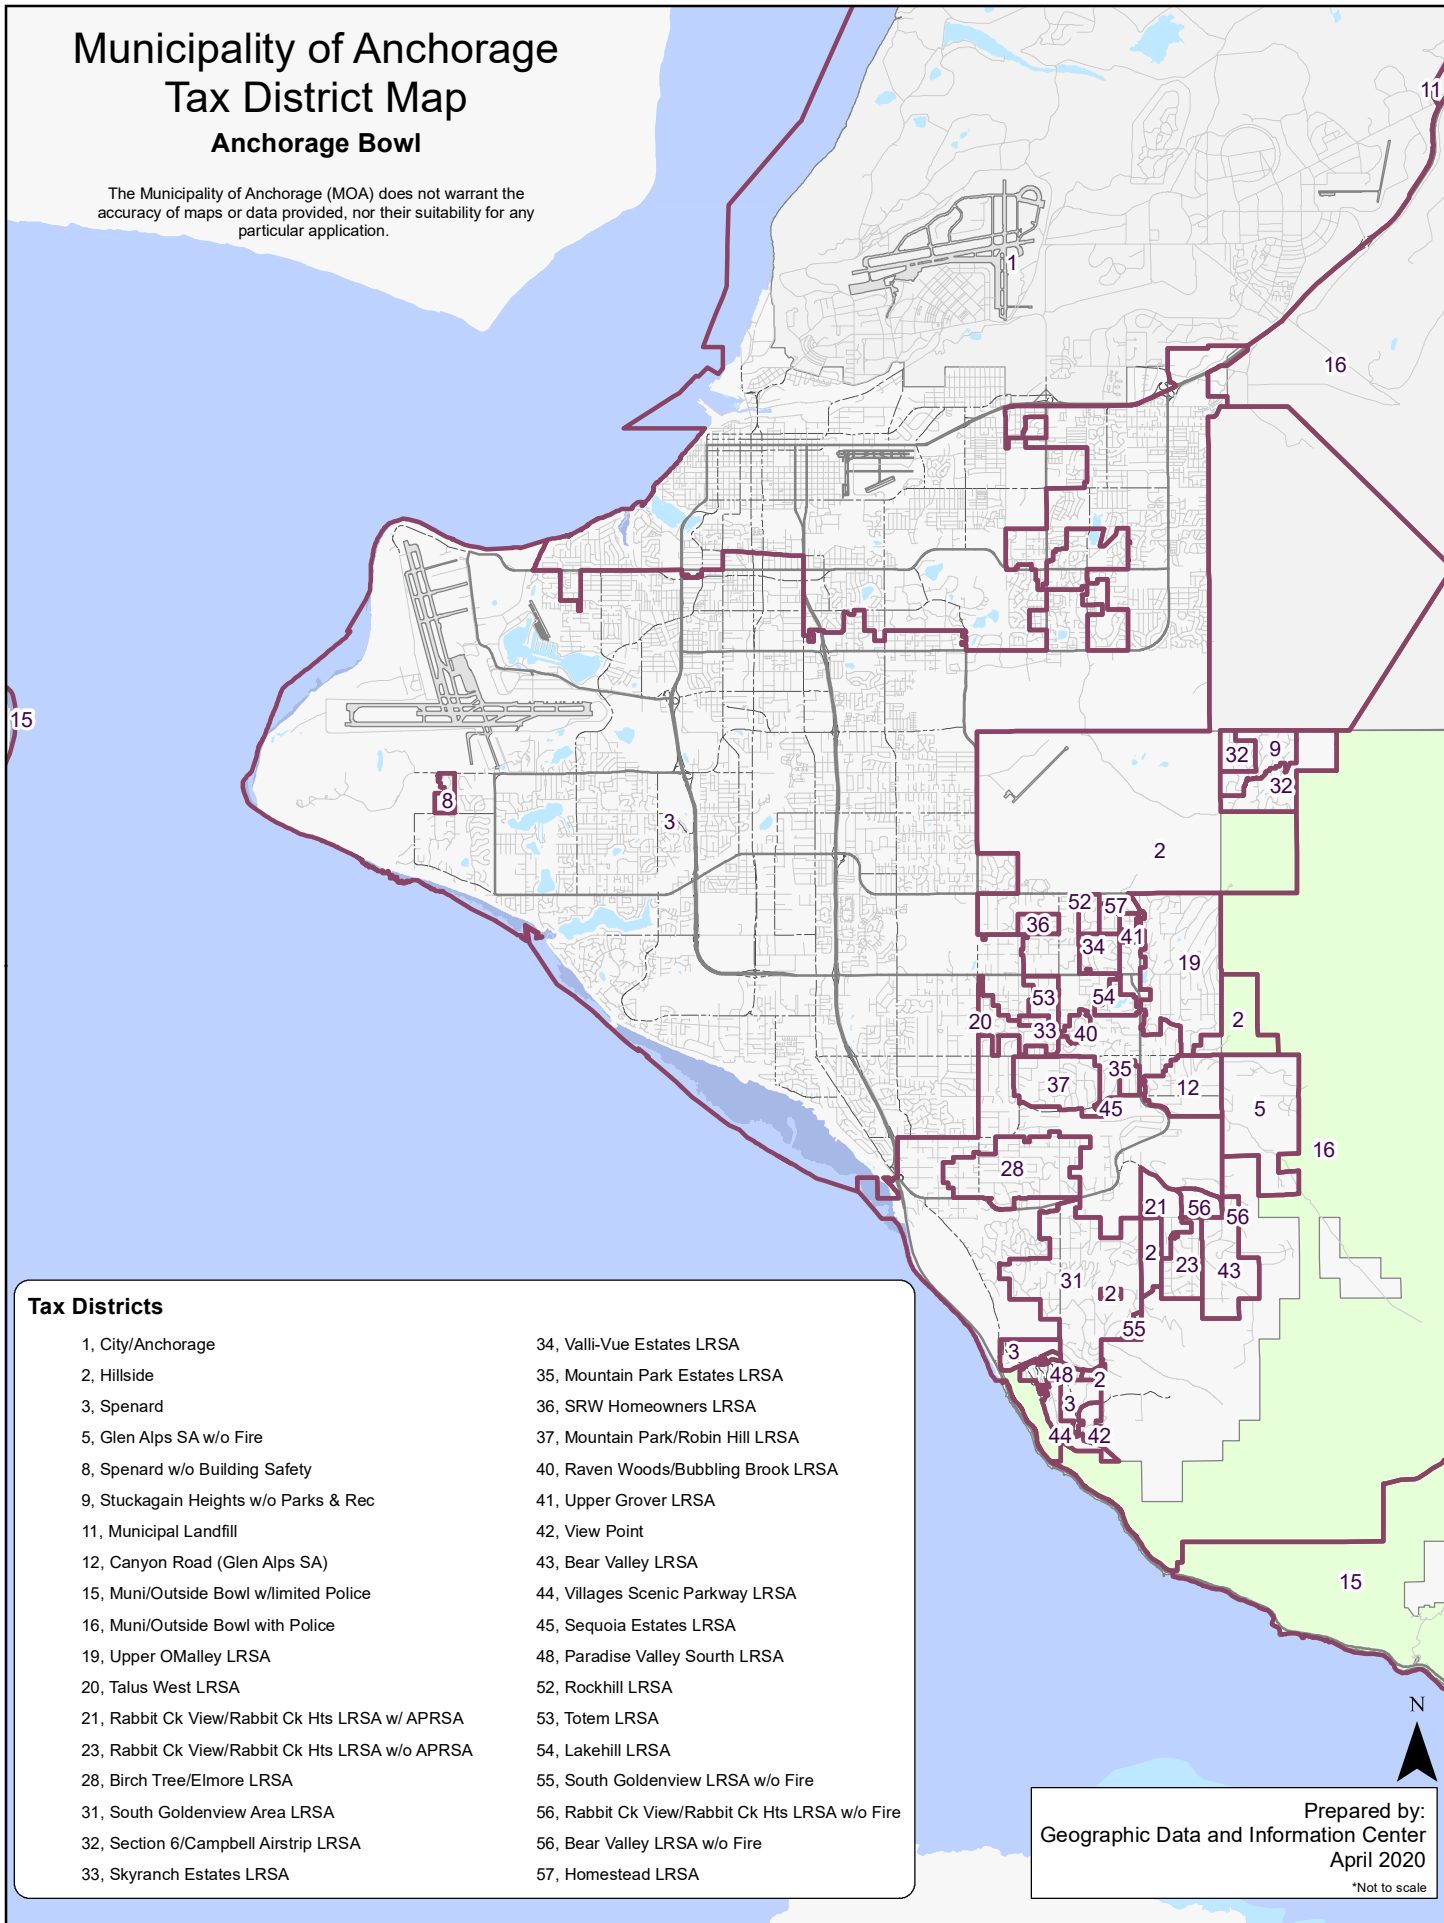 Municipality of Anchorage
Tax District Map
Anchorage Bowl
The Municipality of Anchorage (MOA) does not warrant the
accuracy of maps or data provided, nor their suitability for any
particular application.
11
1
16
15
32
9
32
8
3
2
52
57
36
41
34
19
53
54
20
2
33
40
35
37
12
45
5
16
28
21
56
56
2
23
43
31
2
55
3
48
2
3
44
42
15
Tax Districts
1, City/Anchorage
2, Hillside
3, Spenard
5, Glen Alps SA w/o Fire
8, Spenard w/o Building Safety
9, Stuckagain Heights w/o Parks & Rec
11, Municipal Landfill
12, Canyon Road (Glen Alps SA)
15, Muni/Outside Bowl w/limited Police
16, Muni/Outside Bowl with Police
19, Upper OMalley LRSA
20, Talus West LRSA
21, Rabbit Ck View/Rabbit Ck Hts LRSA w/ APRSA
23, Rabbit Ck View/Rabbit Ck Hts LRSA w/o APRSA
28, Birch Tree/Elmore LRSA
31, South Goldenview Area LRSA
32, Section 6/Campbell Airstrip LRSA
33, Skyranch Estates LRSA
34, Valli-Vue Estates LRSA
35, Mountain Park Estates LRSA
36, SRW Homeowners LRSA
37, Mountain Park/Robin Hill LRSA
40, Raven Woods/Bubbling Brook LRSA
41, Upper Grover LRSA
42, View Point
43, Bear Valley LRSA
44, Villages Scenic Parkway LRSA
45, Sequoia Estates LRSA
48, Paradise Valley Sourth LRSA
52, Rockhill LRSA
53, Totem LRSA
54, Lakehill LRSA
55, South Goldenview LRSA w/o Fire
56, Rabbit Ck View/Rabbit Ck Hts LRSA w/o Fire
56, Bear Valley LRSA w/o Fire
57, Homestead LRSA
N
Prepared by:
Geographic Data and Information Center
April 2020
*Not to scale